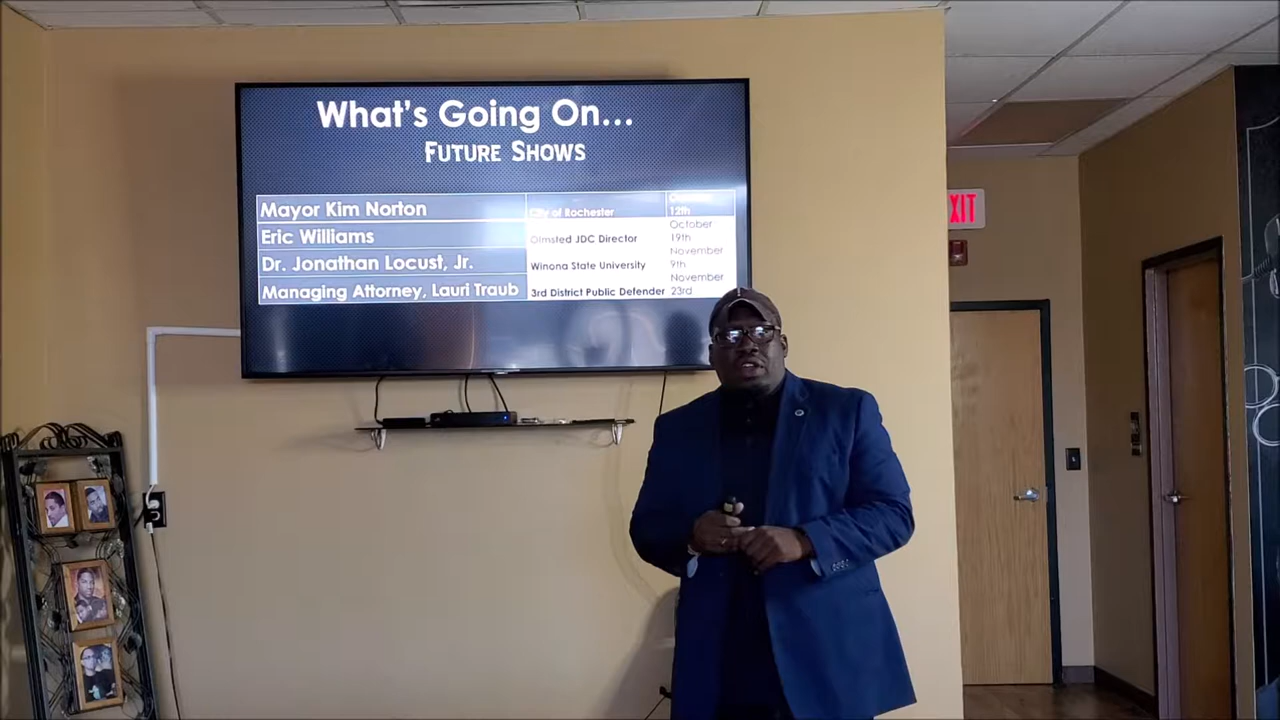 What's Going On...
Future Shows
Mayor Kim Norton City of Rochester 12th
Eric Williams Olmsted JDC Director October 19th
Dr. Jonathan Locust, Jr. Winona State University November 9th
Managing Attorney, Lauri Traub 3rd District Public Defender November 23rd
XIT